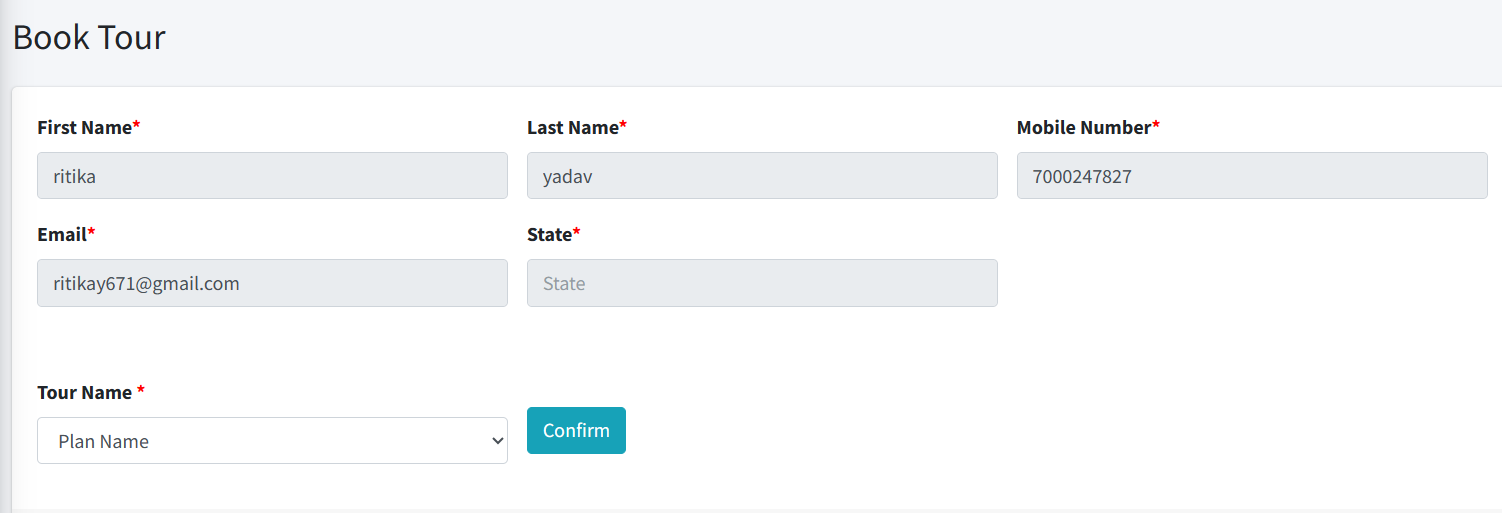 Book Tour
First Name* Last Name* Mobile Number*
ritika yadav 7000247827
Email* State*
ritikay671@gmail.com State
Tour Name *
Plan Name Confirm